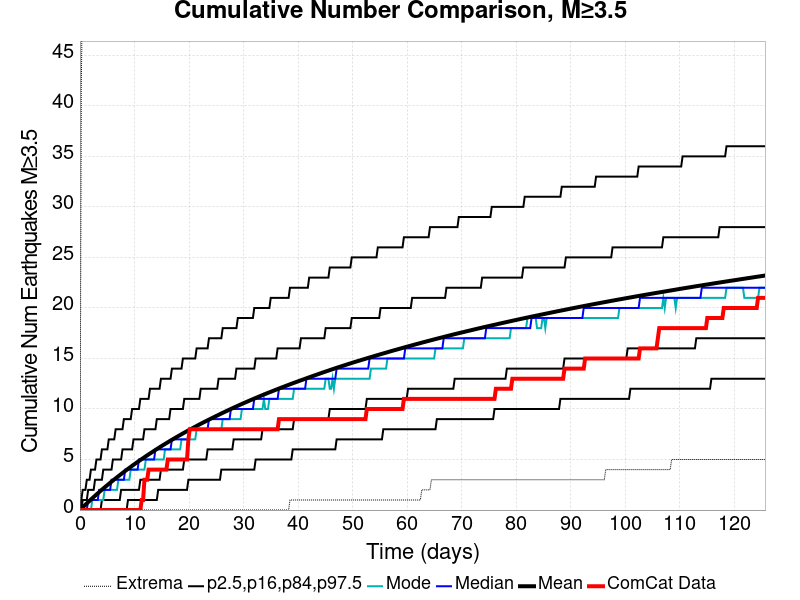 Cumulative Number Comparison, M≥3.5
Cumulative Num Earthquakes M≥3.5
45
40
35
30
25
20
15
10
5
0
0 10 20 30 40 50 60 70 80 90 100 110 120
Time (days)
Extrema p2.5,p16,p84,p97.5 Mode Median Mean ComCat Data